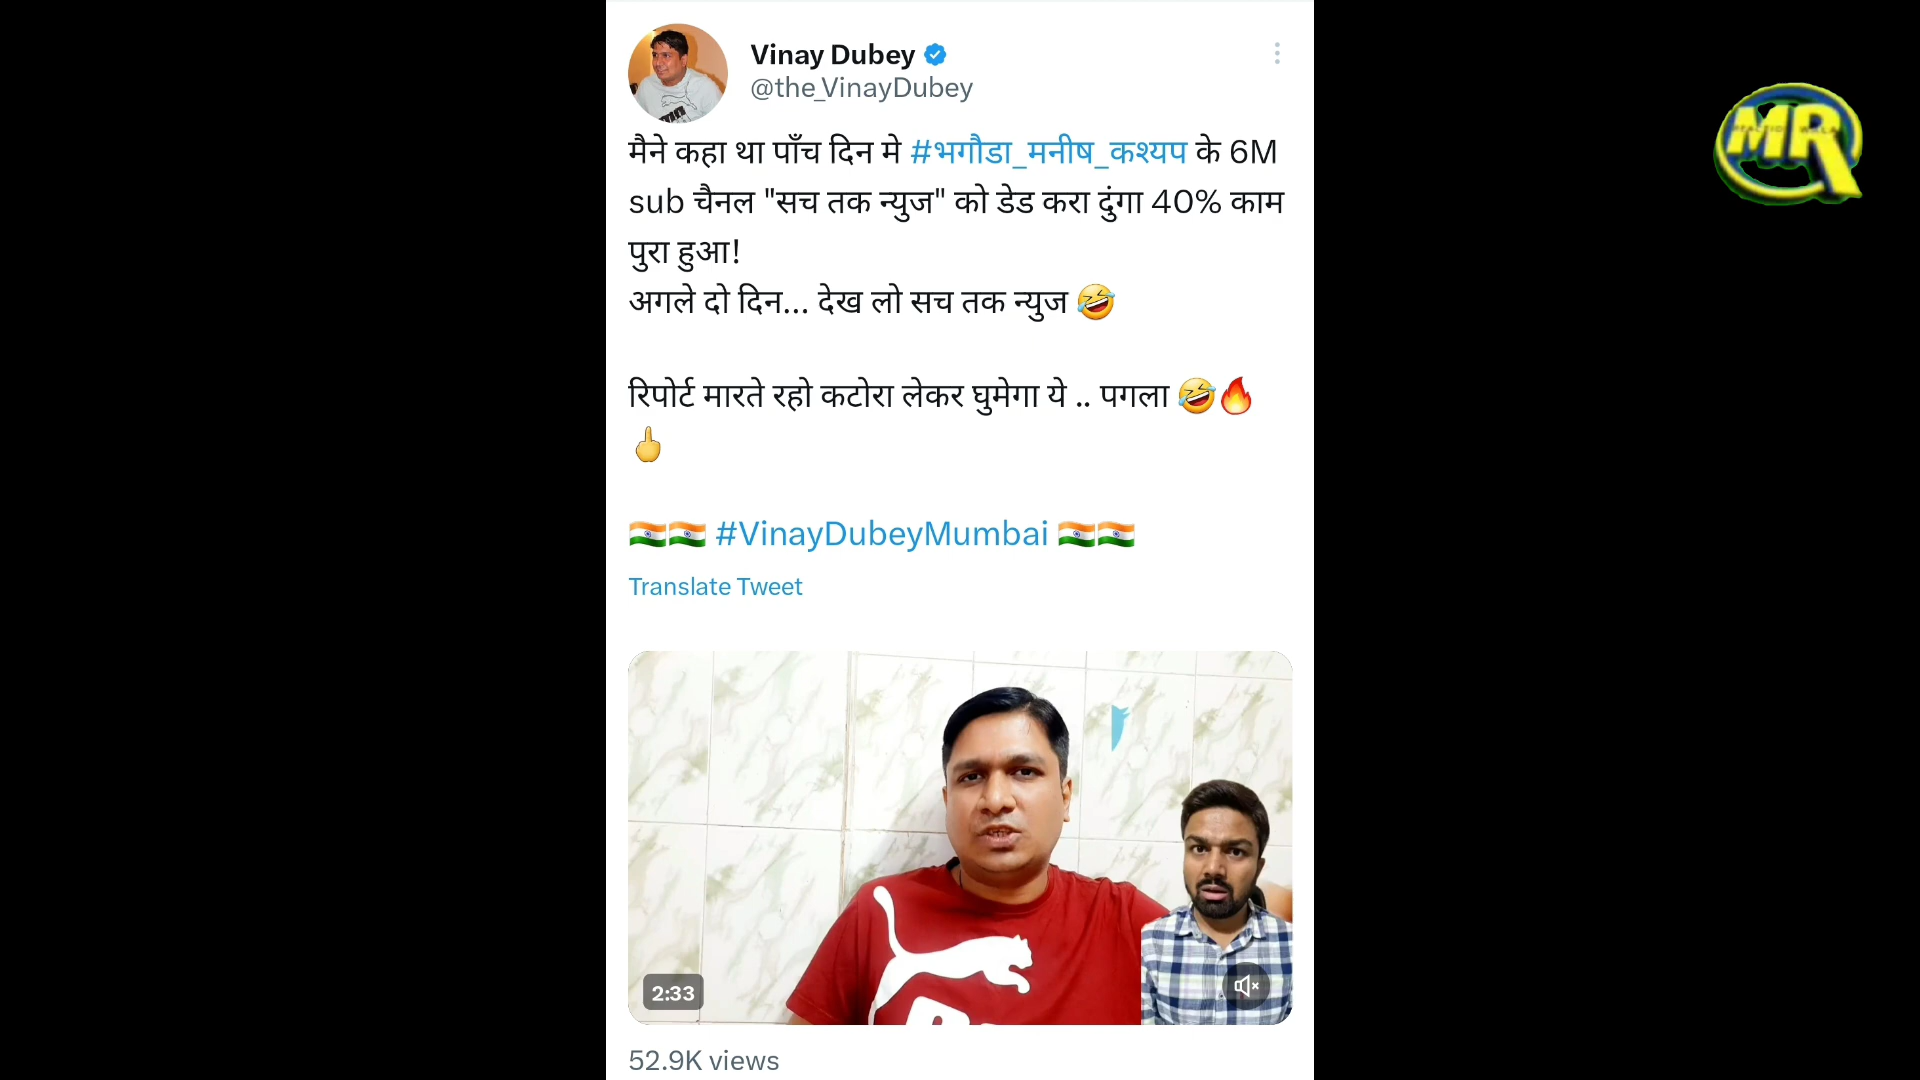 Vinay Dubey
@the_VinayDubey
मैने कहा था पाँच दिन मे #भगौडा_मनीष_कश्यप के 6M
sub चैनल "सच तक न्युज" को डेड करा दुंगा 40% काम
पुरा हुआ!
अगले दो दिन... देख लो सच तक न्युज 🤣
रिपोर्ट मारते रहो कटोरा लेकर घुमेगा ये .. पगला 🤣🔥
🖕
🇮🇳🇮🇳 #VinayDubeyMumbai 🇮🇳🇮🇳
Translate Tweet
2:33
52.9K views
MR